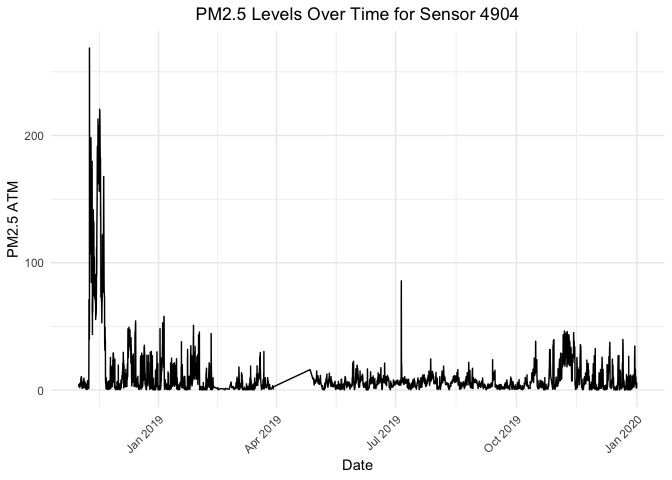 PM2.5 Levels Over Time for Sensor 4904
PM2.5 ATM
200
100
0
Jan 2019
Apr 2019
Jul 2019
Oct 2019
Jan 2020
Date